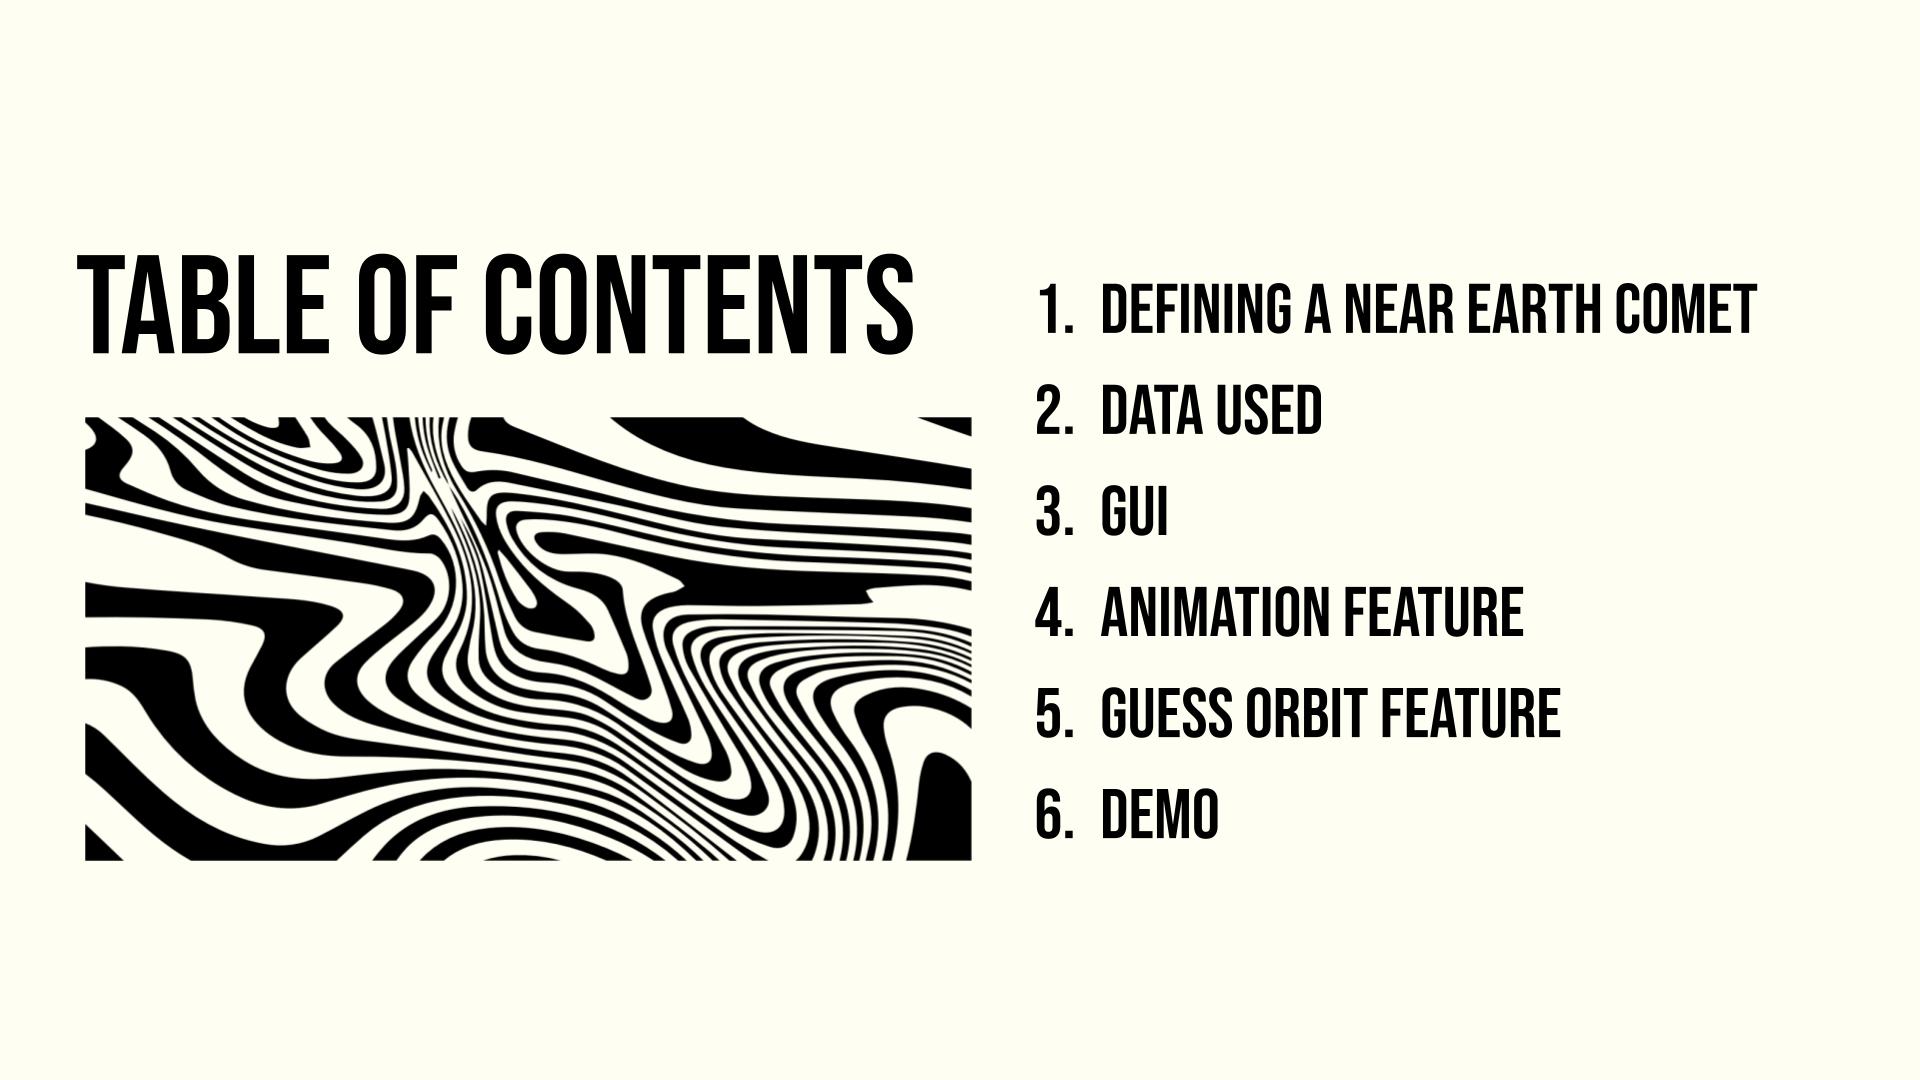 TABLE OF CONTENTS
1. DEFINING A NEAR EARTH COMET
2. DATA USED
3. GUI
4. ANIMATION FEATURE
5. GUESS ORBIT FEATURE
6. DEMO